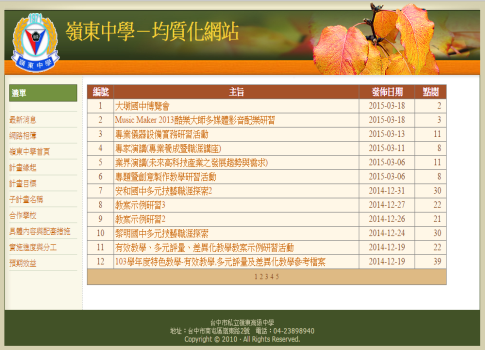 嶺東中學－均質化網站
嶺東中學
選單
最新消息
網路相簿
嶺東中學首頁
計畫緣起
計畫目標
子計畫名稱
合作學校
具體內容與配套措施
實施進度與分工
預期效益
編號 主旨 發佈日期 點閱
1 大墩國中博覽會 2015-03-18 2
2 Music Maker 2013酷樂大師多媒體影音配樂研習 2015-03-18 3
3 專業儀器設備實務研習活動 2015-03-13 11
4 專家演講(專業養成暨職涯講座) 2015-03-11 8
5 業界演講(未來高科技產業之發展趨勢與需求) 2015-03-06 11
6 專題暨創意製作教學研習活動 2015-03-06 8
7 安和國中多元技藝職涯探索2 2014-12-31 30
8 教案示例研習3 2014-12-27 22
9 教案示例研習2 2014-12-26 21
10 黎明國中多元技藝職涯探索 2014-12-24 30
11 有效教學、多元評量、差異化教學教案示例研習活動 2014-12-19 22
12 103學年度特色教學-有效教學.多元評量及差異化教學參考檔案 2014-12-19 39
1 2 3 4 5
台中市私立嶺東高級中學
地址：台中市南屯區嶺東路2號 電話：04-23898940
Copyright © 2010 - All Rights Reserved.